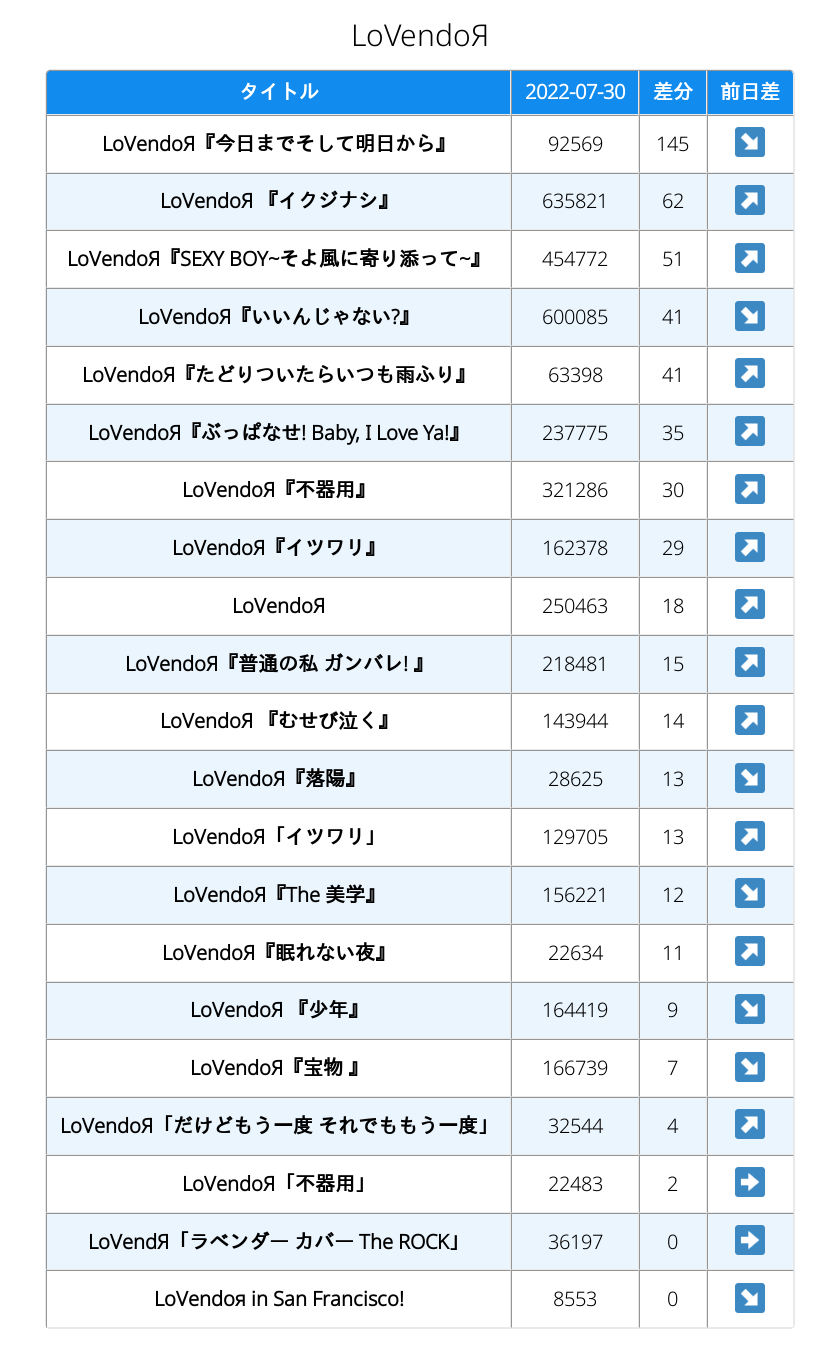 LoVendoЯ
タイトル 2022-07-30 差分 前日差
LoVendoЯ『今日までそして明日から』 92569 145 ↘
LoVendoЯ 『イクジナシ』 635821 62 ↗
LoVendoЯ『SEXY BOY~そよ風に寄り添って~』 454772 51 ↗
LoVendoЯ『いいんじゃない?』 600085 41 ↘
LoVendoЯ『たどりついたらいつも雨ふり』 63398 41 ↗
LoVendoЯ『ぶっぱなせ! Baby, I Love Ya!』 237775 35 ↗
LoVendoЯ『不器用』 321286 30 ↗
LoVendoЯ『イツワリ』 162378 29 ↗
LoVendoЯ 250463 18 ↗
LoVendoЯ『普通の私 ガンバレ! 』 218481 15 ↗
LoVendoЯ 『むせび泣く』 143944 14 ↗
LoVendoЯ『落陽』 28625 13 ↘
LoVendoЯ「イツワリ」 129705 13 ↗
LoVendoЯ『The 美学』 156221 12 ↘
LoVendoЯ『眠れない夜』 22634 11 ↗
LoVendoЯ 『少年』 164419 9 ↘
LoVendoЯ『宝物 』 166739 7 ↘
LoVendoЯ「だけどもう一度 それでももう一度」 32544 4 ↗
LoVendoЯ「不器用」 22483 2 ➡
LoVendЯ「ラベンダー カバー The ROCK」 36197 0 ➡
LoVendoя in San Francisco! 8553 0 ↘